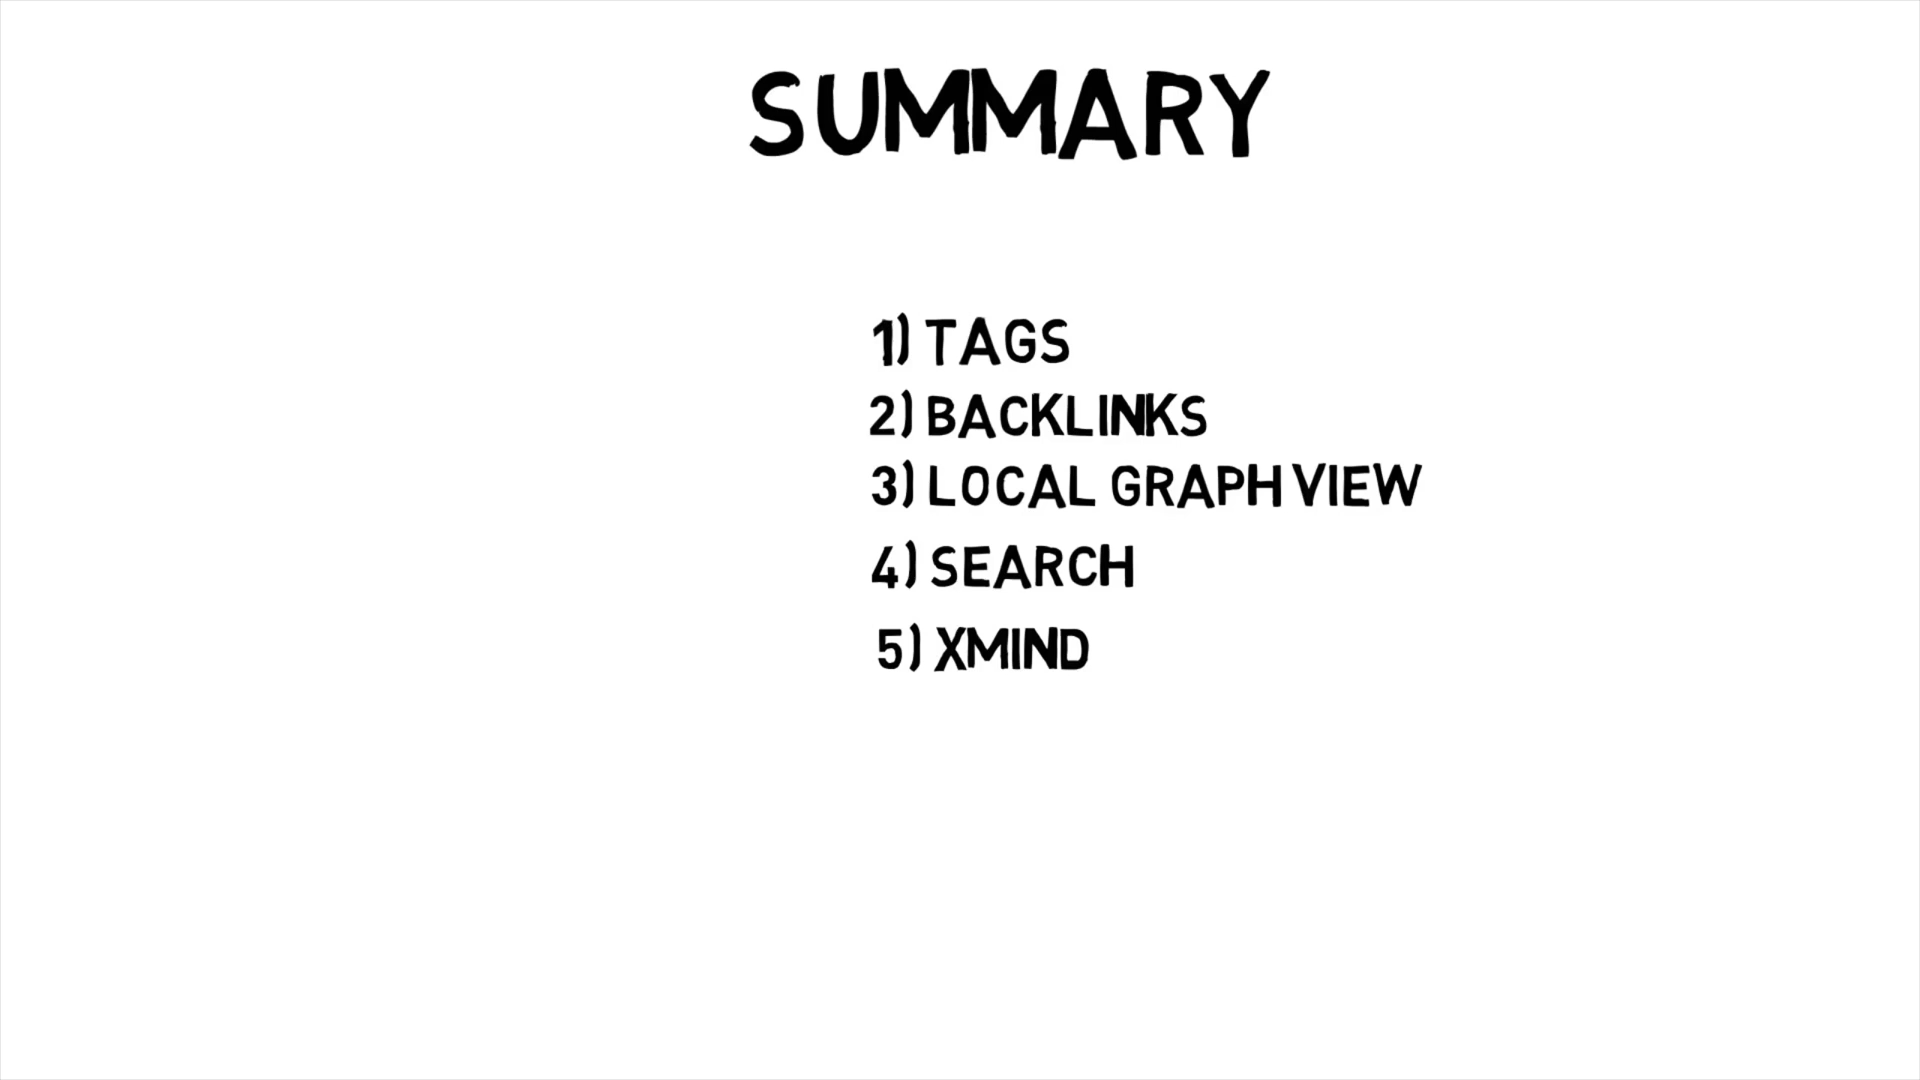 SUMMARY
1) TAGS
2) BACKLINKS
3) LOCAL GRAPH VIEW
4) SEARCH
5) XMIND